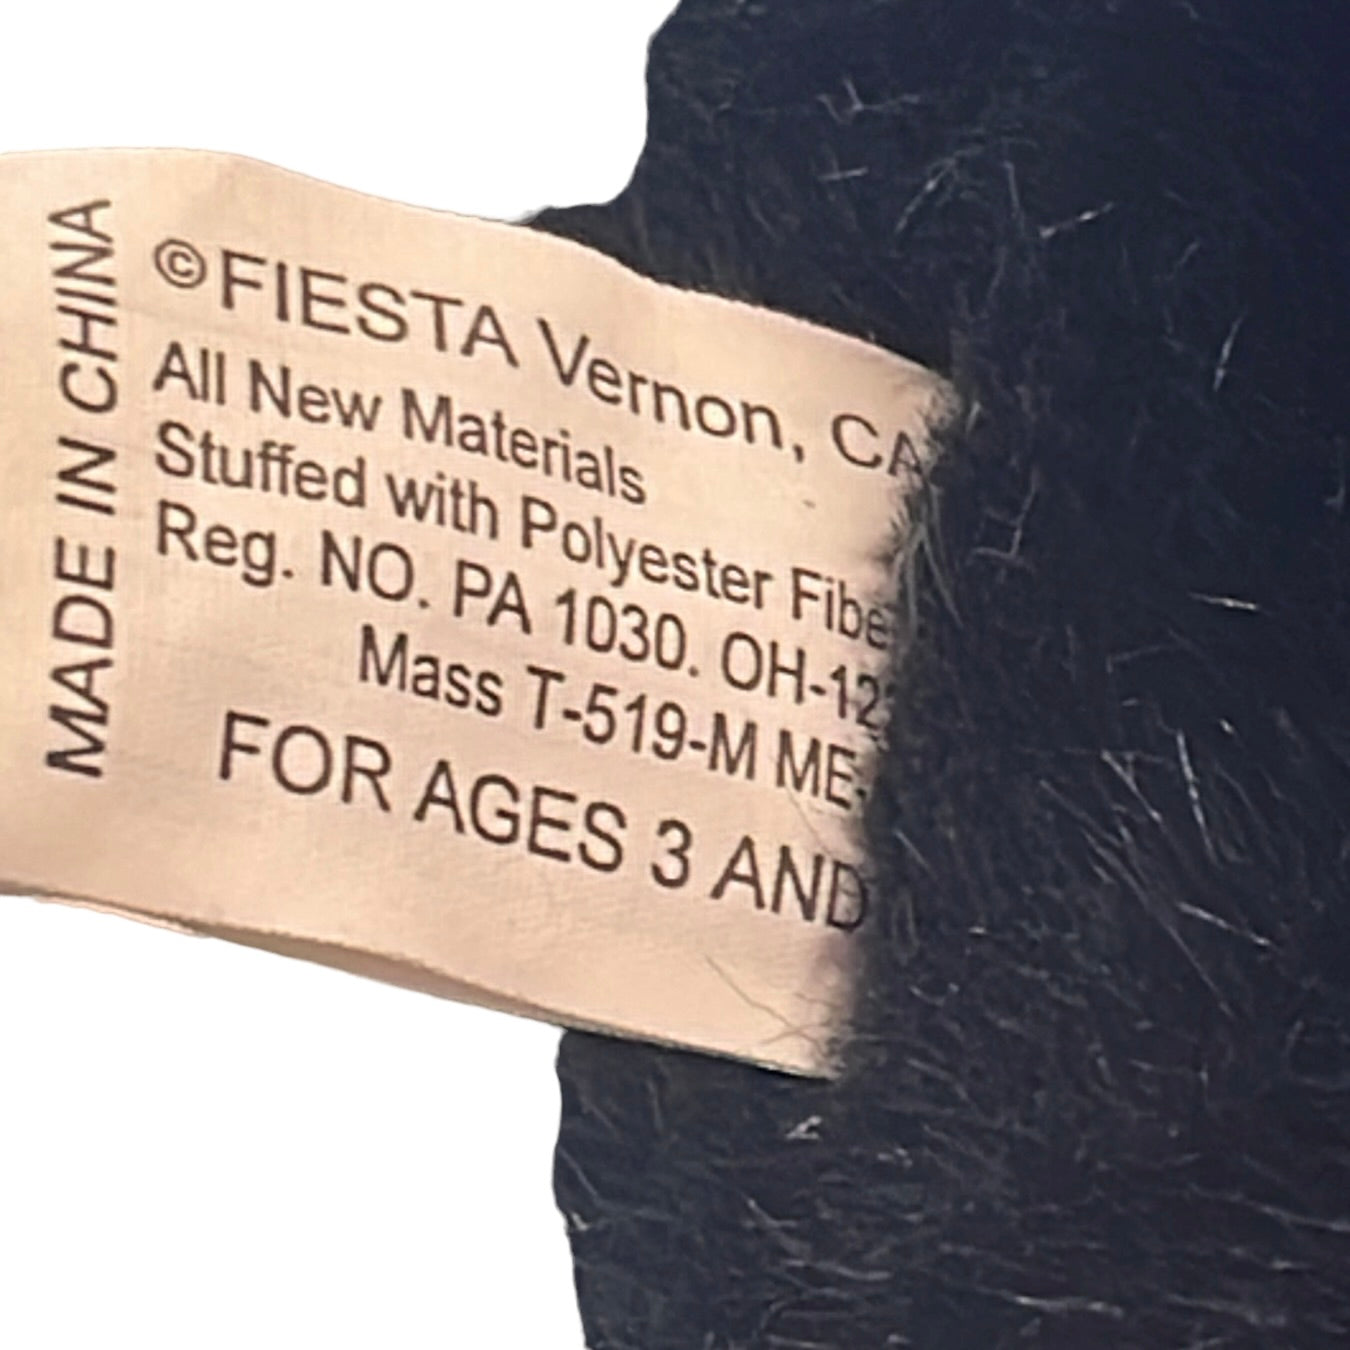 MADE IN CHINA
©FIESTA Vernon, CA
All New Materials
Stuffed with Polyester Fibe
Reg. NO. PA 1030. OH-12
Mass T-519-M ME-
FOR AGES 3 AND